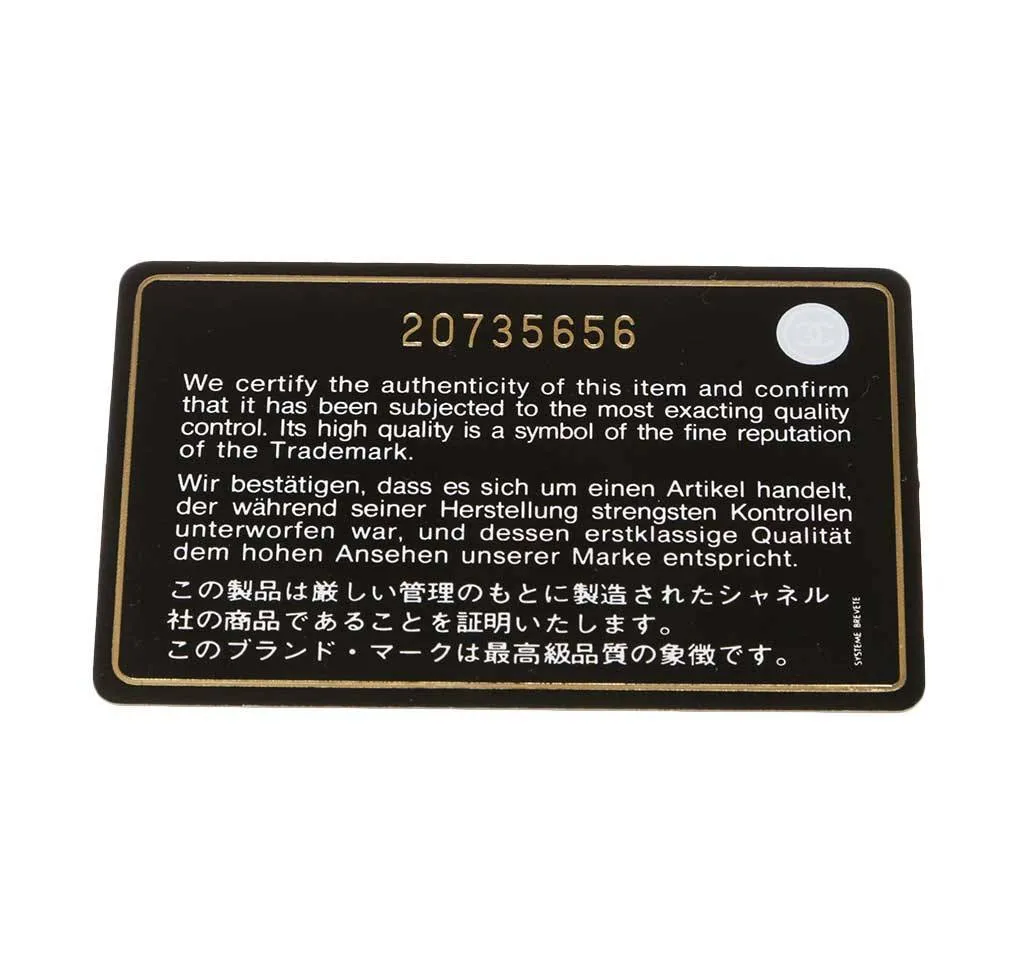 20735656
We certify the authenticity of this item and confirm
that it has been subjected to the most exacting quality
control. Its high quality is a symbol of the fine reputation
of the Trademark.
Wir bestätigen, dass es sich um einen Artikel handelt,
der während seiner Herstellung strengsten Kontrollen
unterworfen war, und dessen erstklassige Qualität
dem hohen Ansehen unserer Marke entspricht.
この製品は厳しい管理のもとに製造されたシャネル
社の商品であることを証明いたします。
このブランド・マークは最高級品質の象徴です。
SYSTEME BREVETE